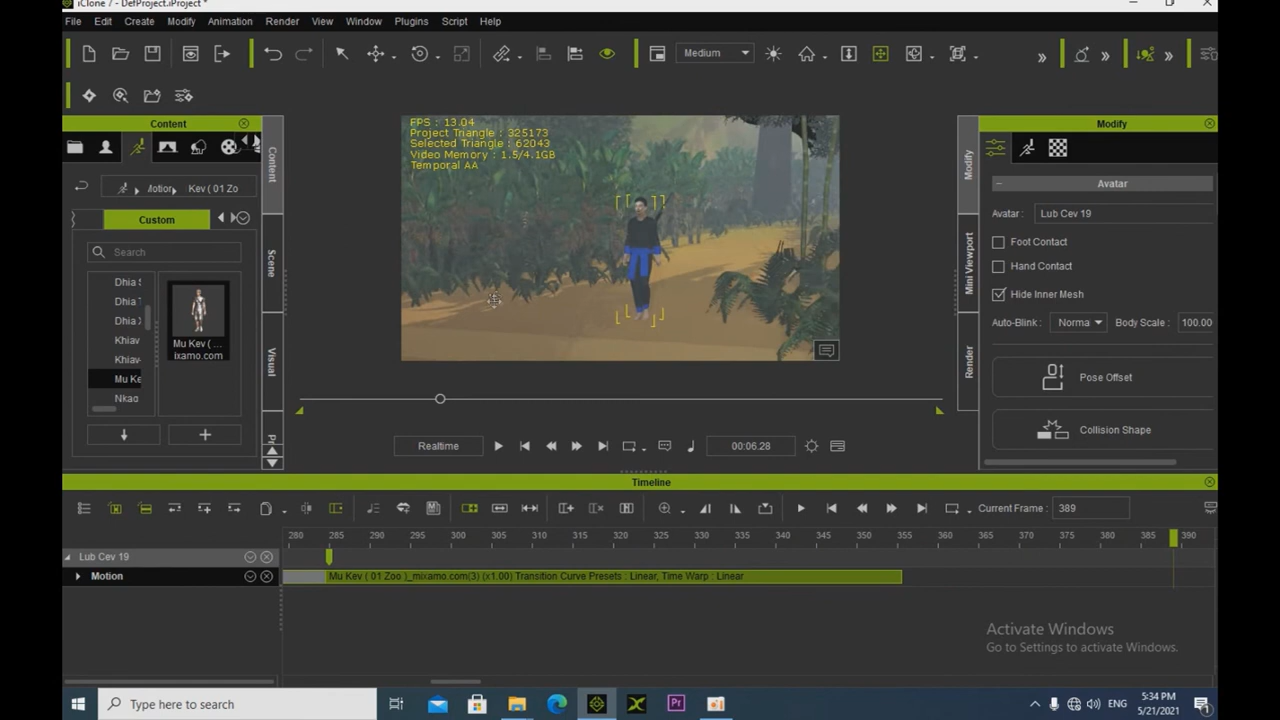 iClone 7 - DefProject.iProject *
File Edit Create Modify Animation Render View Window Plugins Script Help
Medium
Content
Modify
FPS : 13.04
Project Triangle : 325173
Selected Triangle : 62043
Video Memory : 1.5/4.1GB
Temporal AA
Motion Kev ( 01 Zo
Custom
Search
Dhia
Dhia
Dhia
Khiav
Khiav
Mu Ke
Nkag
Mu Kev ( ...
ixamo.com
Content
Scene
Visual
Modify
Mini Viewport
Render
Avatar
Avatar: Lub Cev 19
Foot Contact
Hand Contact
Hide Inner Mesh
Auto-Blink : Norma Body Scale : 100.00
Pose Offset
Collision Shape
Realtime 00:06.28
Timeline
Current Frame : 389
280 285 290 295 300 305 310 315 320 325 330 335 340 345 350 355 360 365 370 375 380 385 390
Lub Cev 19
Motion
Mu Kev ( 01 Zoo )_mixamo.com(3) (x1.00) Transition Curve Presets : Linear, Time Warp : Linear
Activate Windows
Go to Settings to activate Windows.
Type here to search
Pr
ENG
5:34 PM
5/21/2021